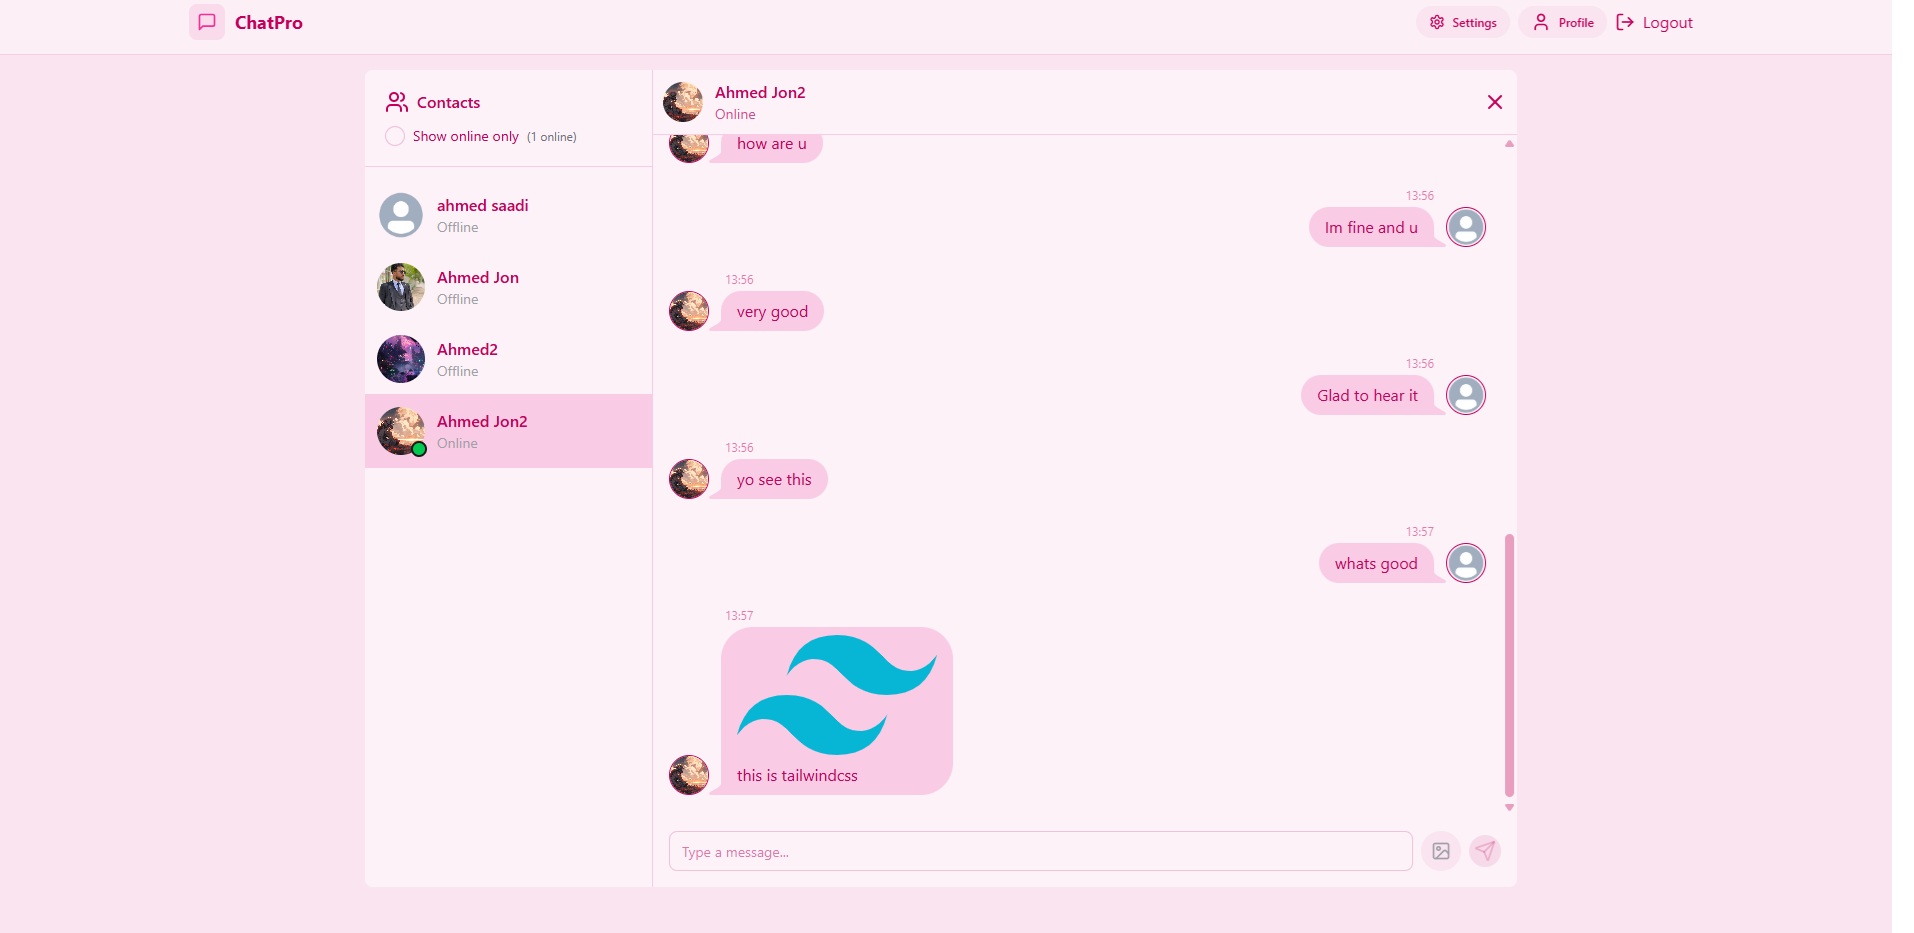 ChatPro
Settings
Profile
Logout
Contacts
Show online only (1 online)
ahmed saadi
Offline
Ahmed Jon
Offline
Ahmed2
Offline
Ahmed Jon2
Online
Ahmed Jon2
Online
how are u
13:56
Im fine and u
13:56
very good
13:56
Glad to hear it
13:56
yo see this
13:57
whats good
13:57
this is tailwindcss
Type a message...